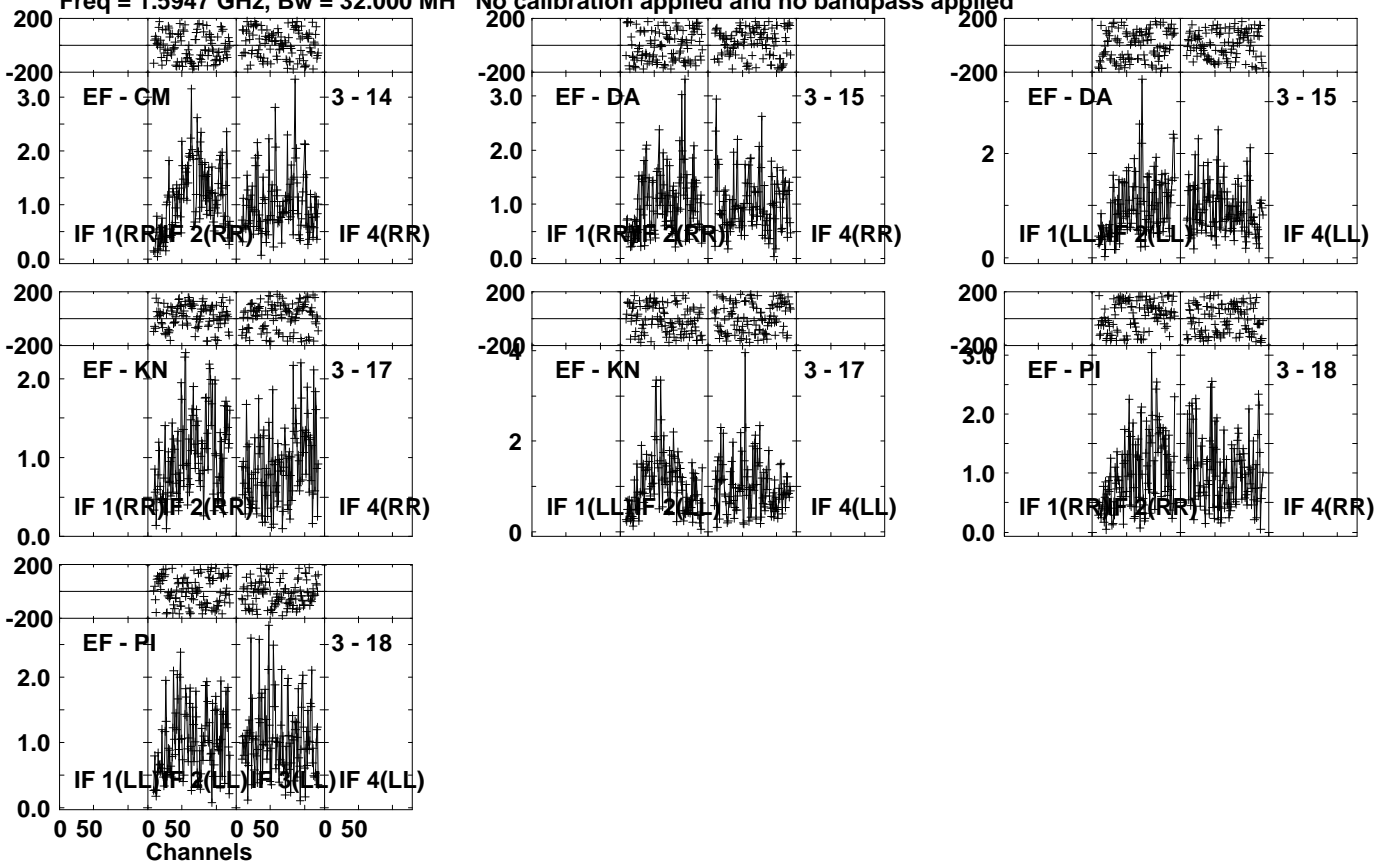 Freq = 1.5947 GHz, Bw = 32.000 MH No calibration applied and no bandpass applied
200 200 200
-200 -200 -200
EF - CM 3 - 14 EF - DA 3 - 15 EF - DA 3 - 15
3.0 3.0
2.0 2.0 2
1.0 1.0
IF 1(RR) IF 2(RR) IF 4(RR) IF 1(RR) IF 2(RR) IF 4(RR) IF 1(LL) IF 2(LL) IF 4(LL)
0.0 0.0 0
200 200 200
-200 -200 -200
4 3.0
EF - KN 3 - 17 EF - KN 3 - 17 EF - PI 3 - 18
2.0 2 2.0
1.0 1.0
IF 1(RR) IF 2(RR) IF 4(RR) IF 1(LL) IF 2(LL) IF 4(LL) IF 1(RR) IF 2(RR) IF 4(RR)
0.0 0 0.0
200
-200
EF - PI 3 - 18
2.0
1.0
IF 1(LL) IF 2(LL) IF 3(LL) IF 4(LL)
0.0
0 50 0 50 0 50 0 50
Channels